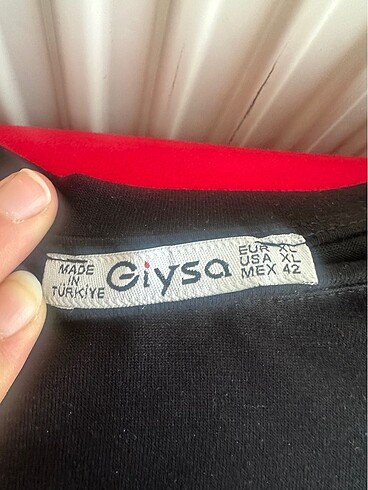 MADE
IN
TÜRKİYE
Giysa
EUR XL
USA XL
MEX 42